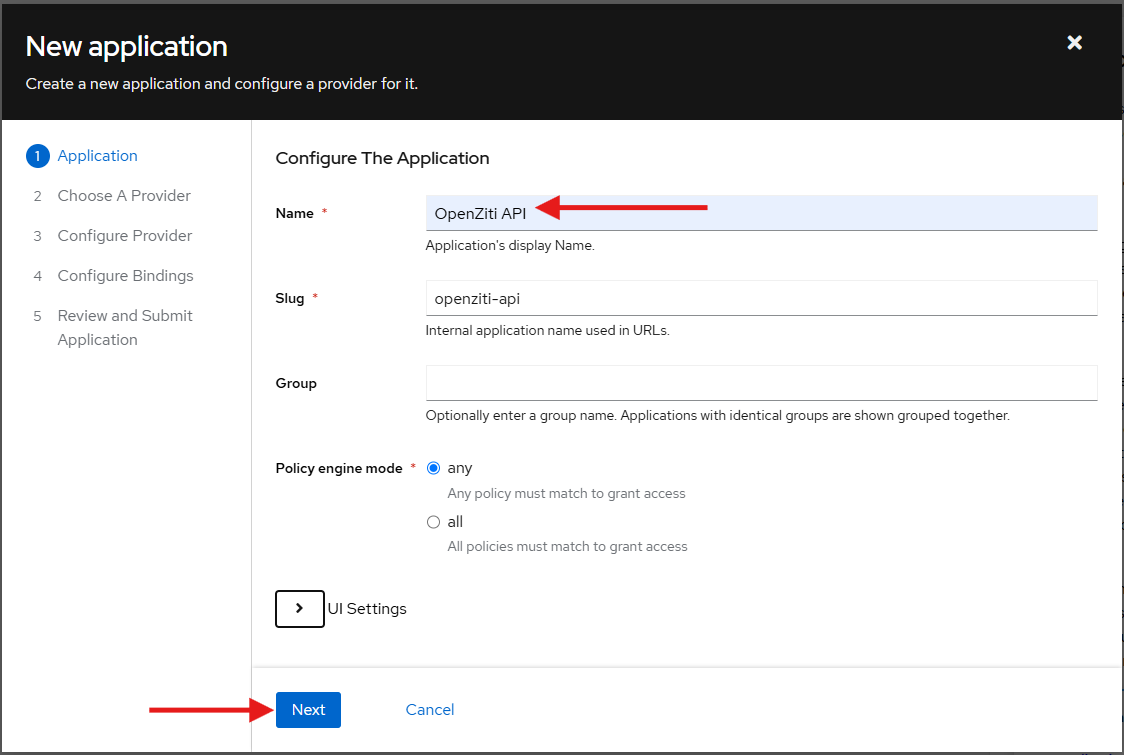 New application
Create a new application and configure a provider for it.
1 Application
2 Choose A Provider
3 Configure Provider
4 Configure Bindings
5 Review and Submit
Application
Configure The Application
Name *
OpenZiti API
Application's display Name.
Slug *
openziti-api
Internal application name used in URLs.
Group
Optionally enter a group name. Applications with identical groups are shown grouped together.
Policy engine mode *
any
Any policy must match to grant access
all
All policies must match to grant access
UI Settings
Next
Cancel